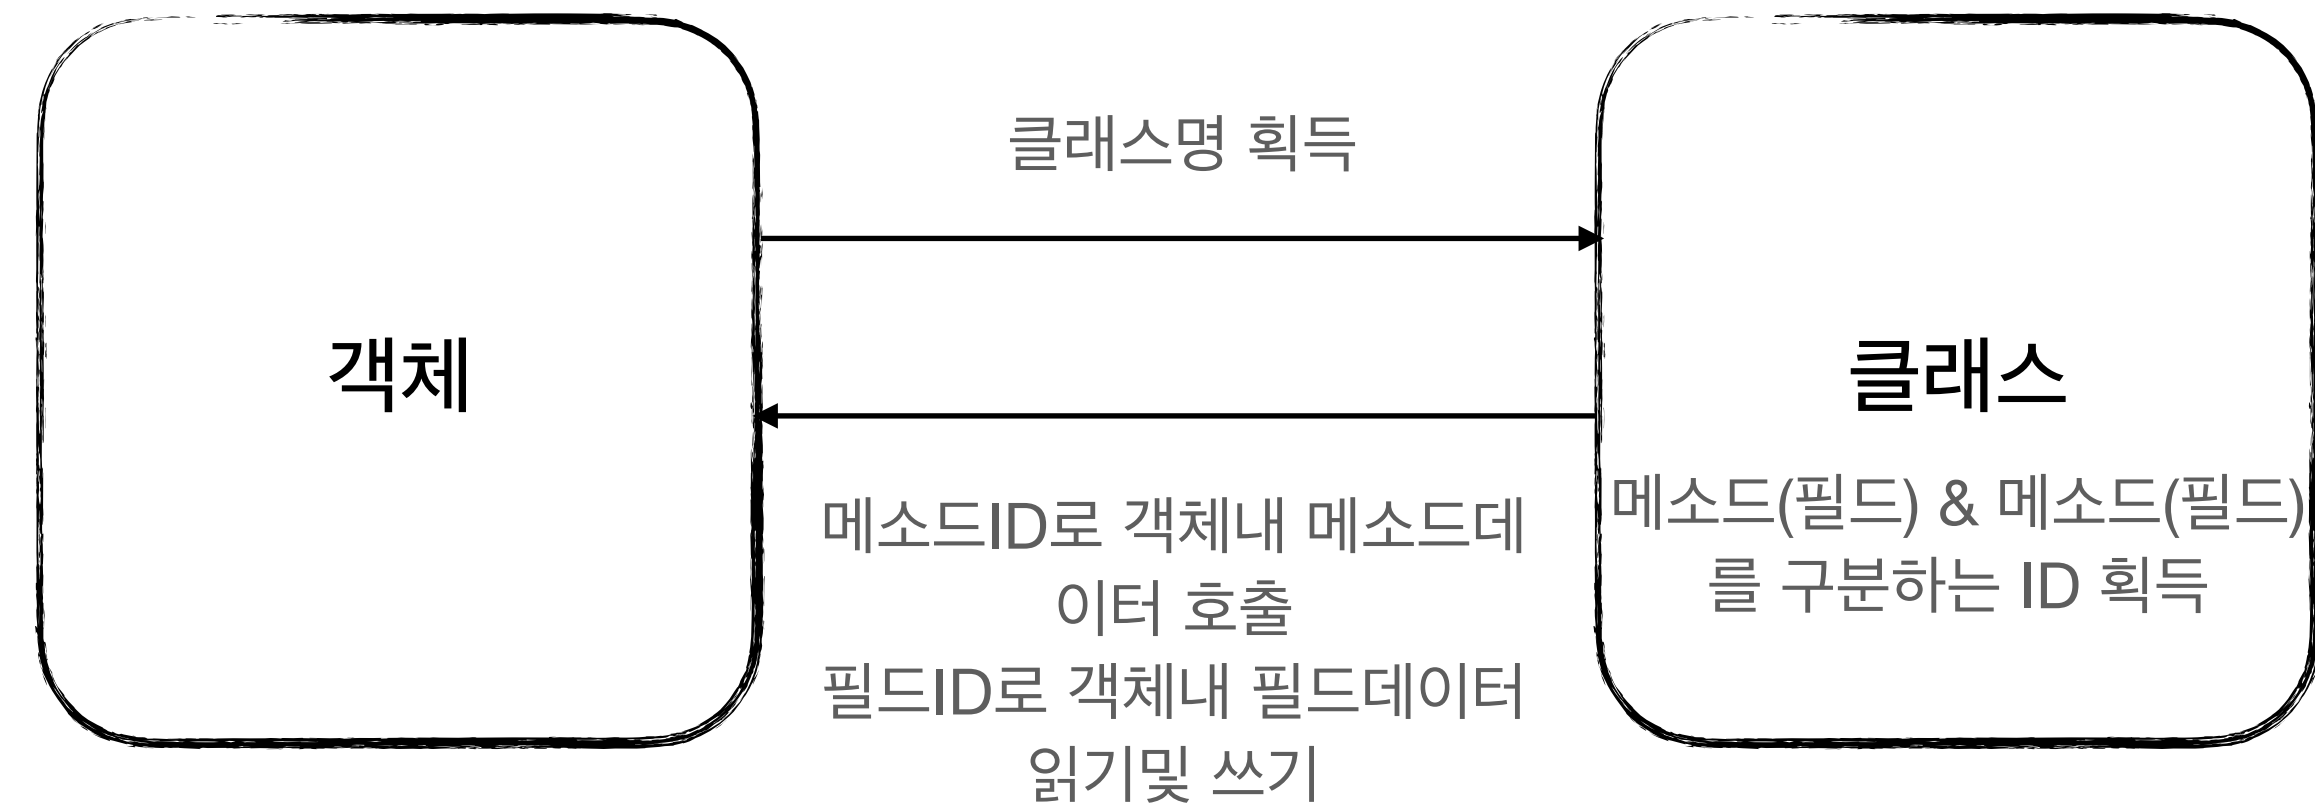 클래스명 획득
객체
클래스
메소드(필드) & 메소드(필드)
를 구분하는 ID 획득
메소드ID로 객체내 메소드데
이터 호출
필드ID로 객체내 필드데이터
읽기및 쓰기